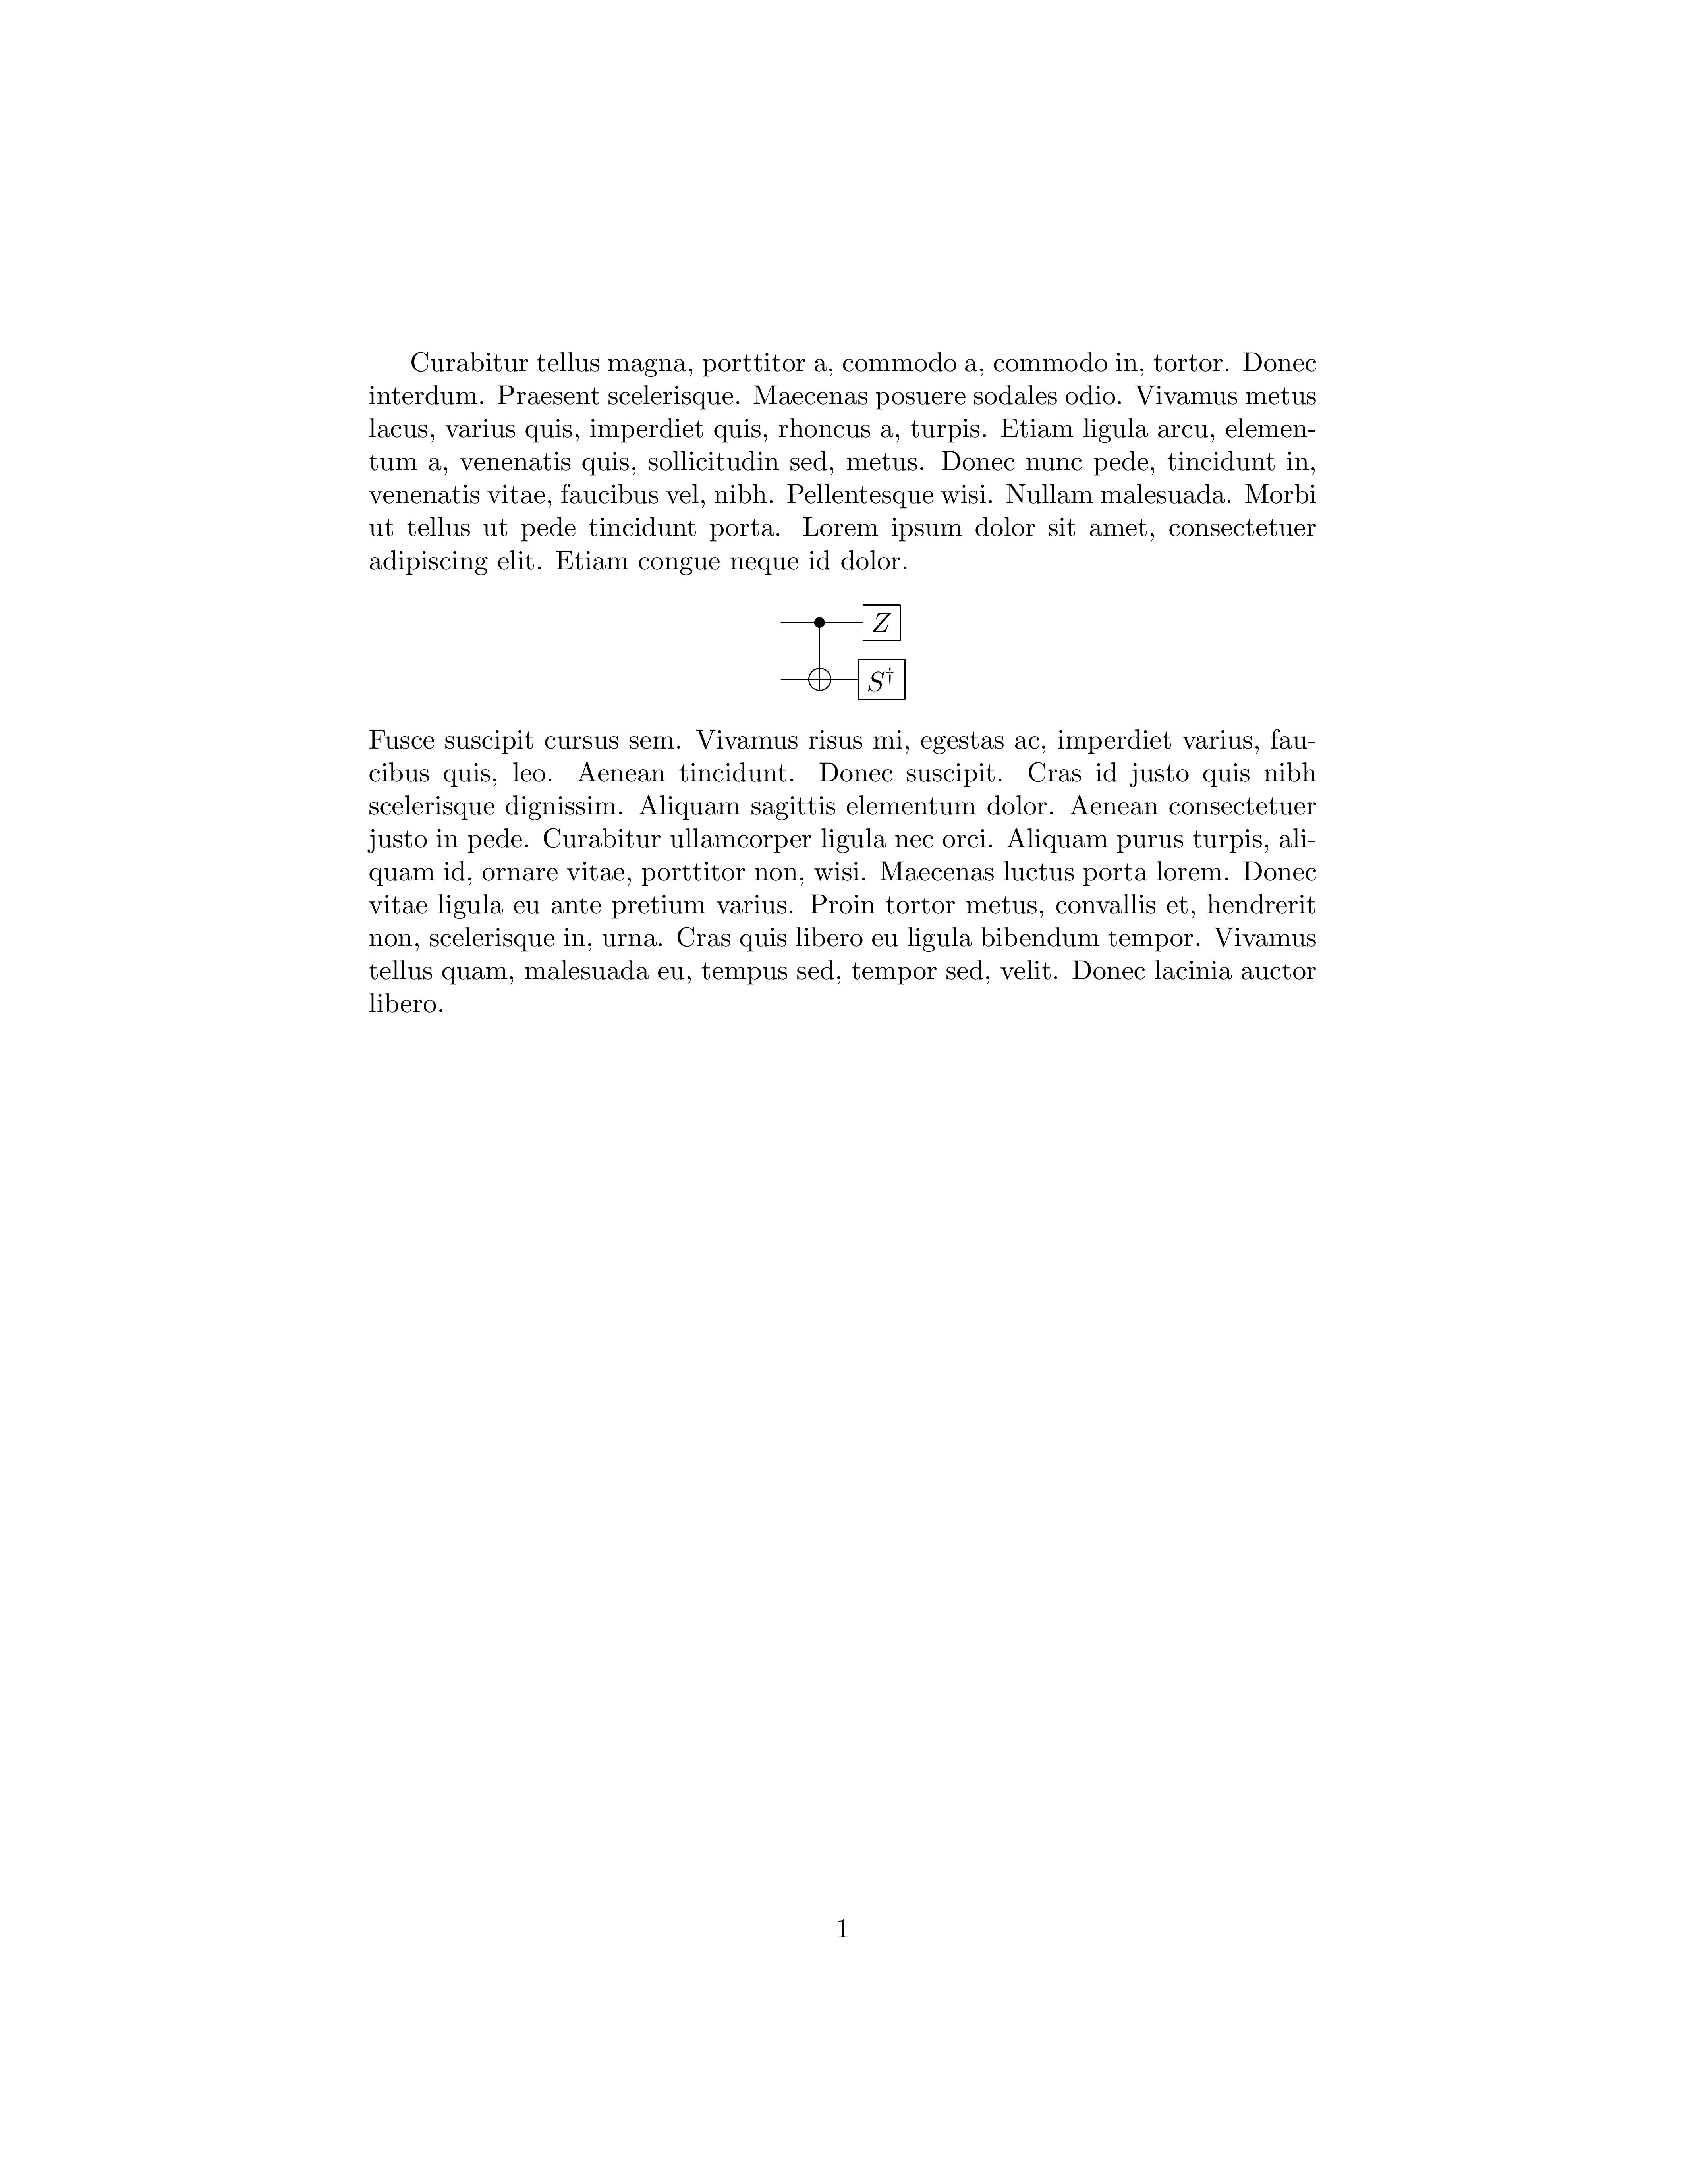 Curabitur tellus magna, porttitor a, commodo a, commodo in, tortor. Donec
interdum. Praesent scelerisque. Maecenas posuere sodales odio. Vivamus metus
lacus, varius quis, imperdiet quis, rhoncus a, turpis. Etiam ligula arcu, elemen-
tum a, venenatis quis, sollicitudin sed, metus. Donec nunc pede, tincidunt in,
venenatis vitae, faucibus vel, nibh. Pellentesque wisi. Nullam malesuada. Morbi
ut tellus ut pede tincidunt porta. Lorem ipsum dolor sit amet, consectetuer
adipiscing elit. Etiam congue neque id dolor.
Z
S†
Fusce suscipit cursus sem. Vivamus risus mi, egestas ac, imperdiet varius, fau-
cibus quis, leo. Aenean tincidunt. Donec suscipit. Cras id justo quis nibh
scelerisque dignissim. Aliquam sagittis elementum dolor. Aenean consectetuer
justo in pede. Curabitur ullamcorper ligula nec orci. Aliquam purus turpis, ali-
quam id, ornare vitae, porttitor non, wisi. Maecenas luctus porta lorem. Donec
vitae ligula eu ante pretium varius. Proin tortor metus, convallis et, hendrerit
non, scelerisque in, urna. Cras quis libero eu ligula bibendum tempor. Vivamus
tellus quam, malesuada eu, tempus sed, tempor sed, velit. Donec lacinia auctor
libero.
1